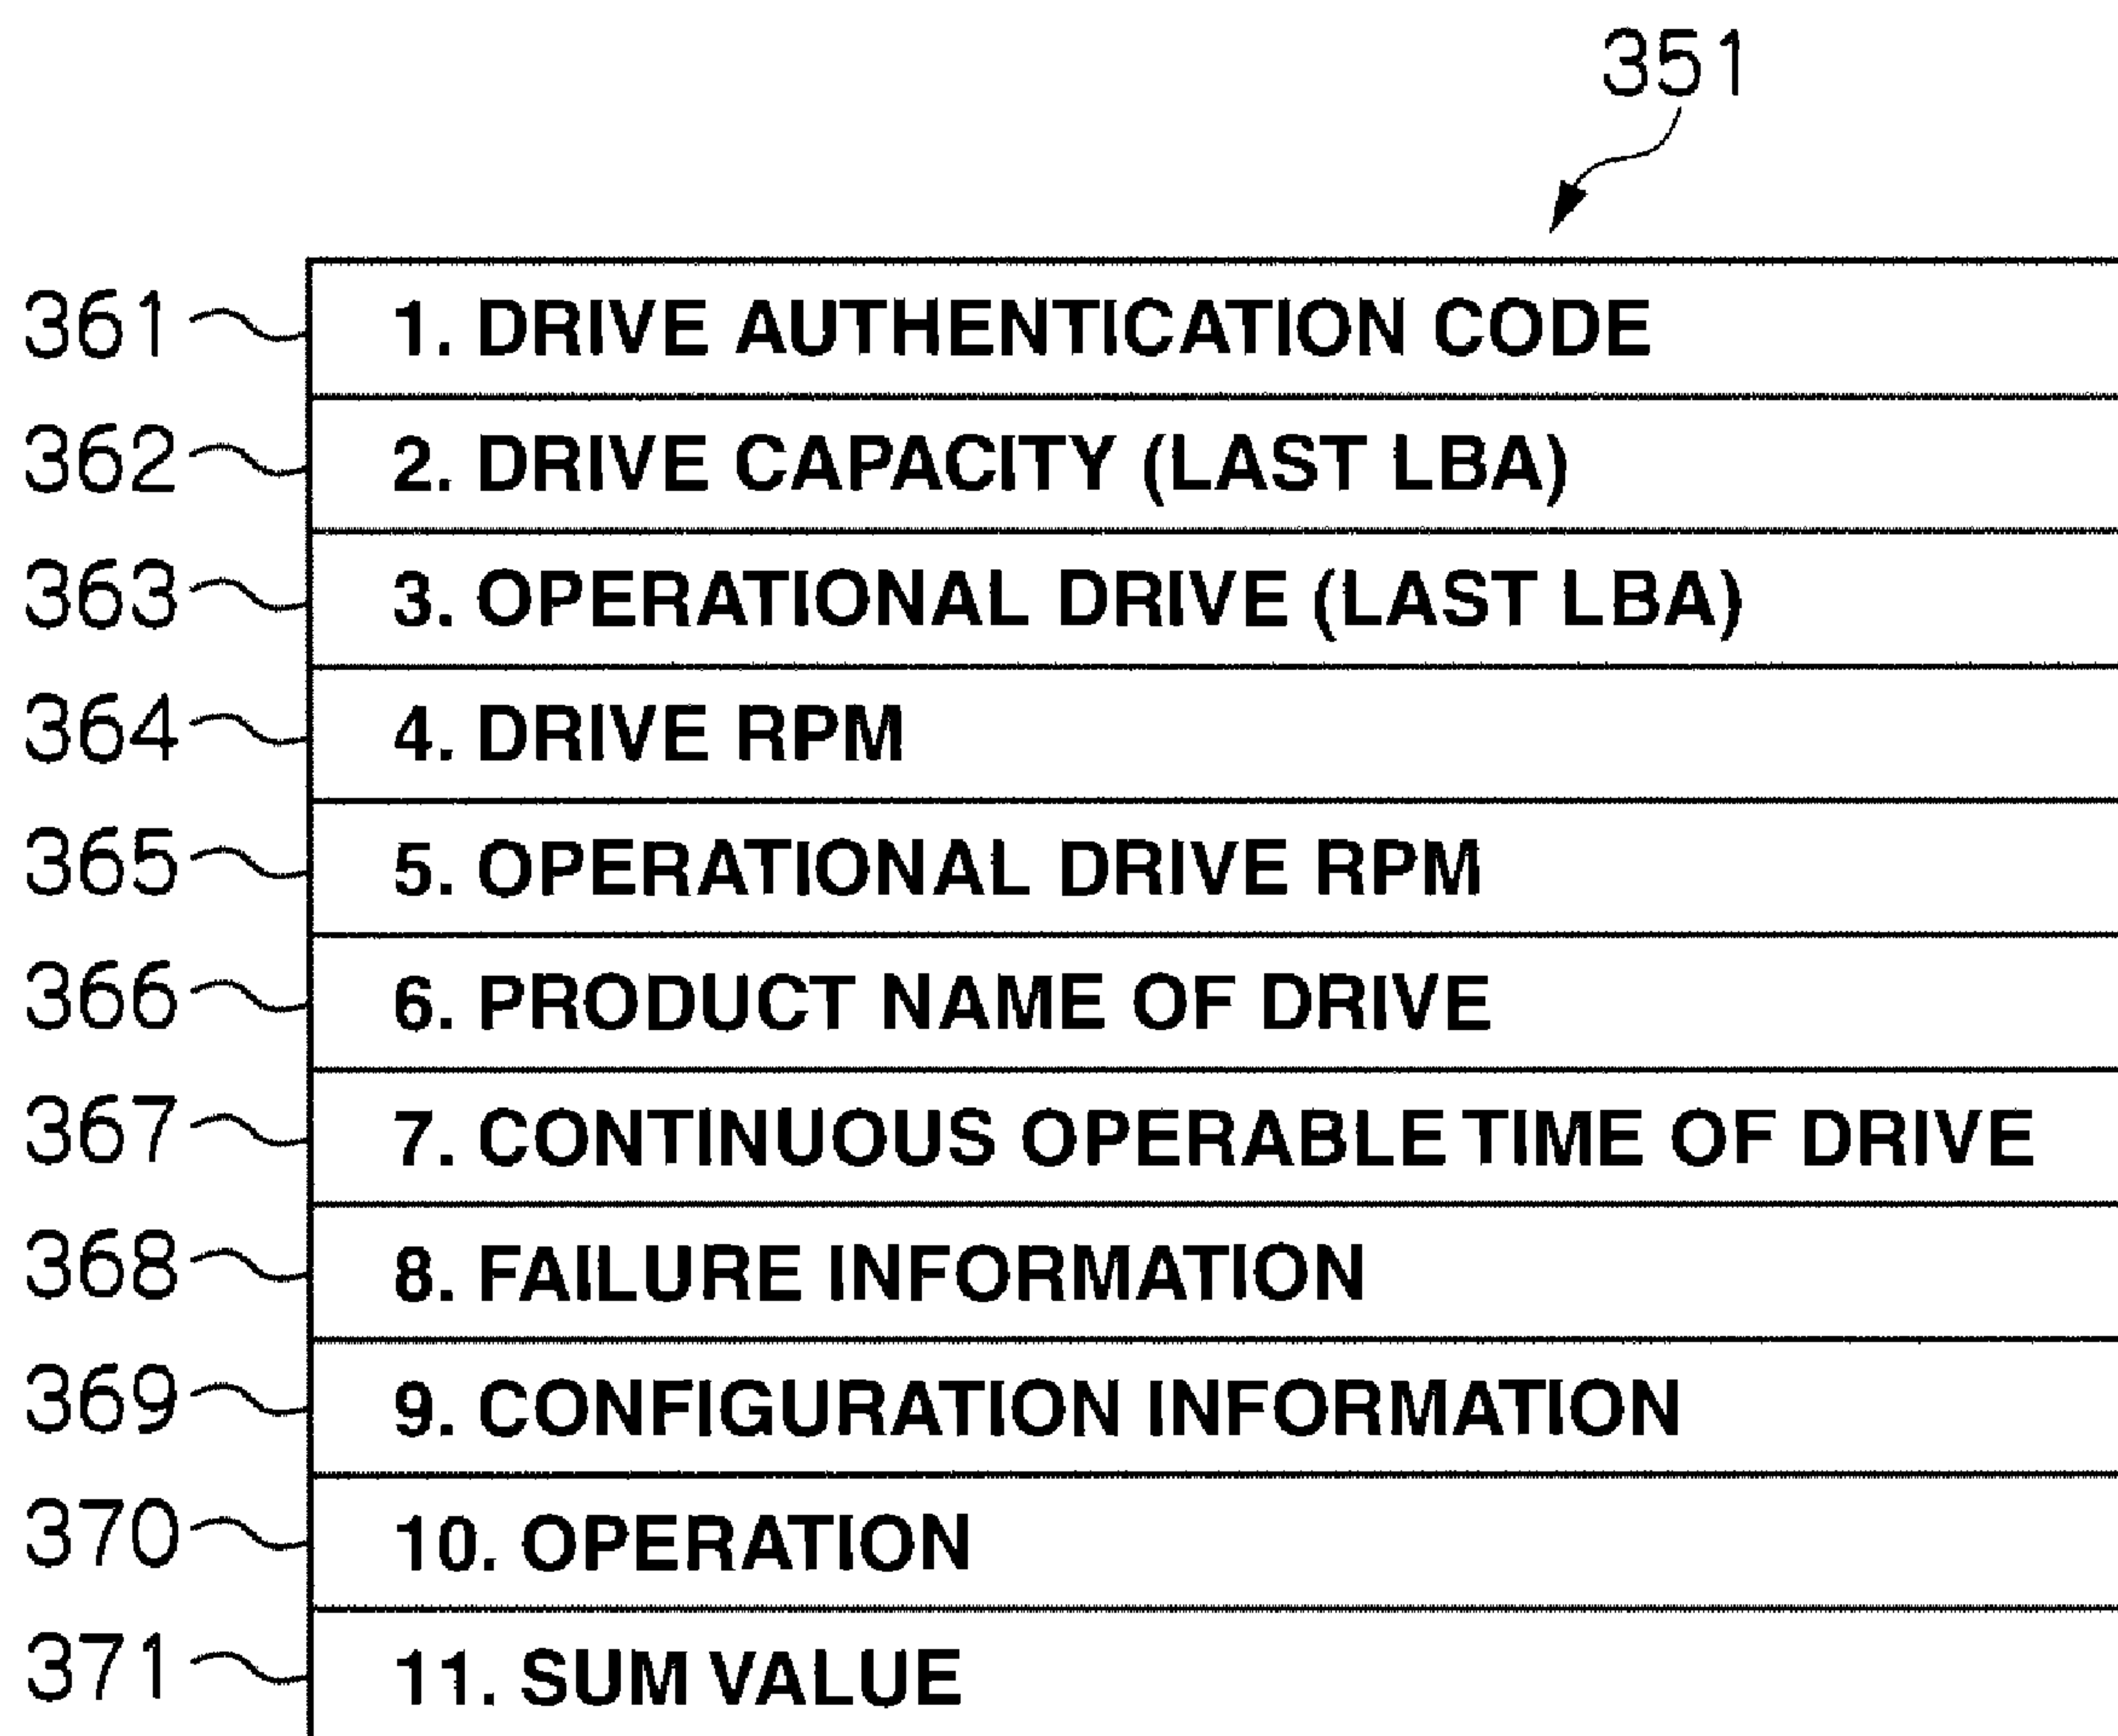 351
361 1. DRIVE AUTHENTICATION CODE
362 2. DRIVE CAPACITY (LAST LBA)
363 3. OPERATIONAL DRIVE (LAST LBA)
364 4. DRIVE RPM
365 5. OPERATIONAL DRIVE RPM
366 6. PRODUCT NAME OF DRIVE
367 7. CONTINUOUS OPERABLE TIME OF DRIVE
368 8. FAILURE INFORMATION
369 9. CONFIGURATION INFORMATION
370 10. OPERATION
371 11. SUM VALUE